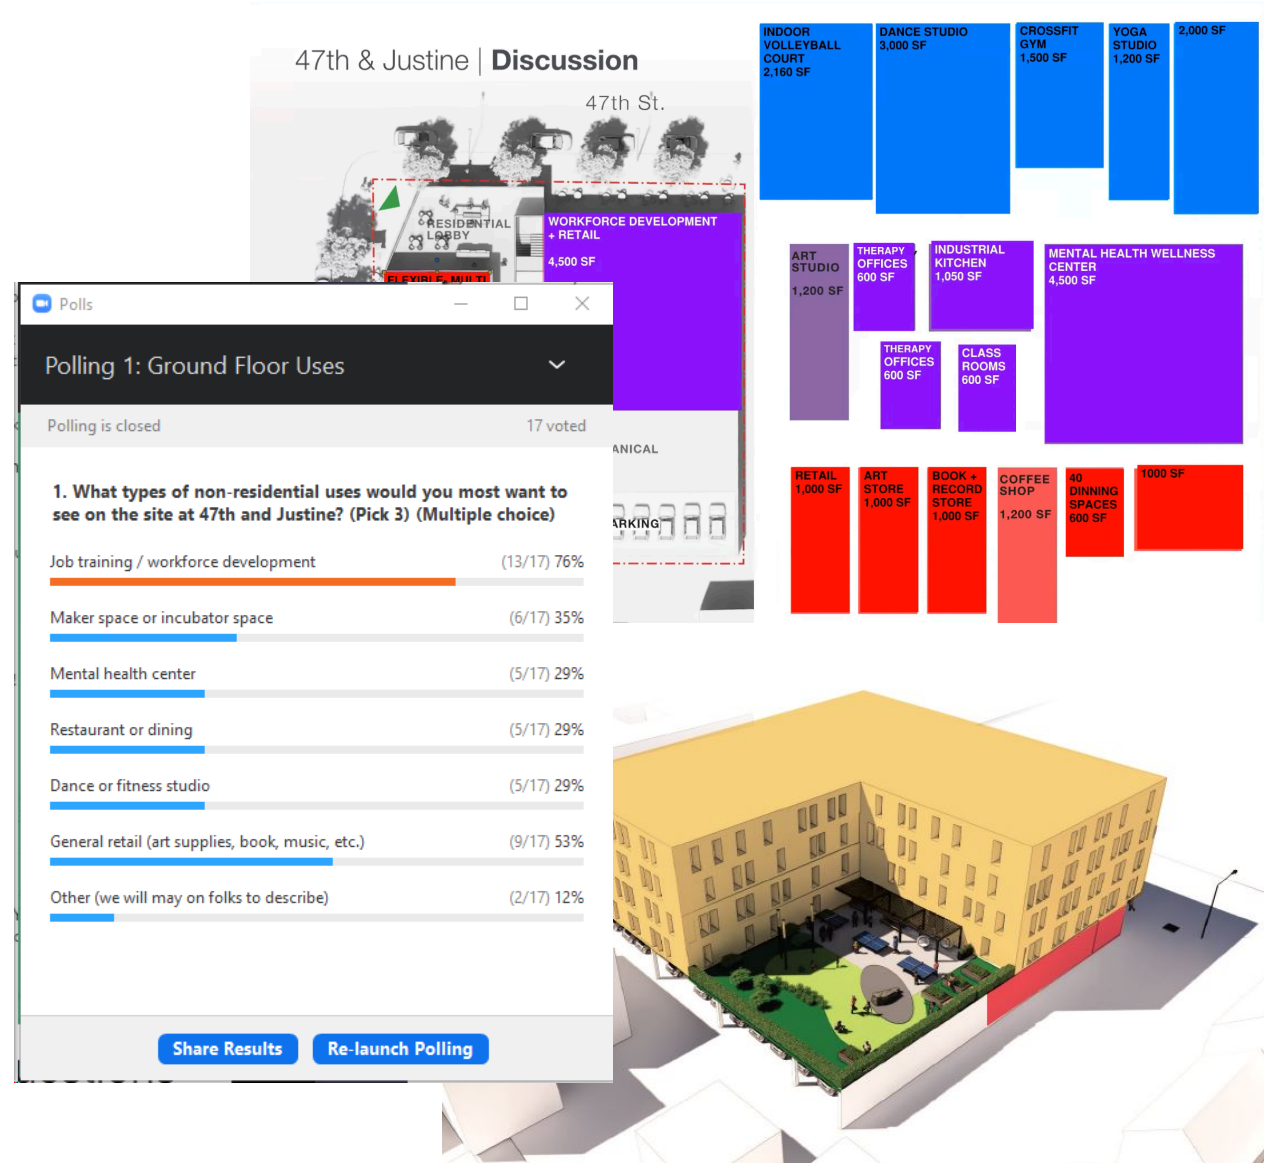 47th & Justine | Discussion
47th St.
RESIDENTIAL
LOBBY
WORKFORCE DEVELOPMENT
+ RETAIL
4,500 SF
FLEXIBLE MULTI
ANICAL
ARKING
INDOOR
VOLLEYBALL
COURT
2,160 SF
DANCE STUDIO
3,000 SF
CROSSFIT
GYM
1,500 SF
YOGA
STUDIO
1,200 SF
2,000 SF
ART
STUDIO
1,200 SF
THERAPY
OFFICES
600 SF
INDUSTRIAL
KITCHEN
1,050 SF
MENTAL HEALTH WELLNESS
CENTER
4,500 SF
THERAPY
OFFICES
600 SF
CLASS
ROOMS
600 SF
RETAIL
1,000 SF
ART
STORE
1,000 SF
BOOK +
RECORD
STORE
1,000 SF
COFFEE
SHOP
1,200 SF
40
DINNING
SPACES
600 SF
1000 SF
Polls
Polling 1: Ground Floor Uses
Polling is closed 17 voted
1. What types of non-residential uses would you most want to
see on the site at 47th and Justine? (Pick 3) (Multiple choice)
Job training / workforce development (13/17) 76%
Maker space or incubator space (6/17) 35%
Mental health center (5/17) 29%
Restaurant or dining (5/17) 29%
Dance or fitness studio (5/17) 29%
General retail (art supplies, book, music, etc.) (9/17) 53%
Other (we will may on folks to describe) (2/17) 12%
Share Results Re-launch Polling